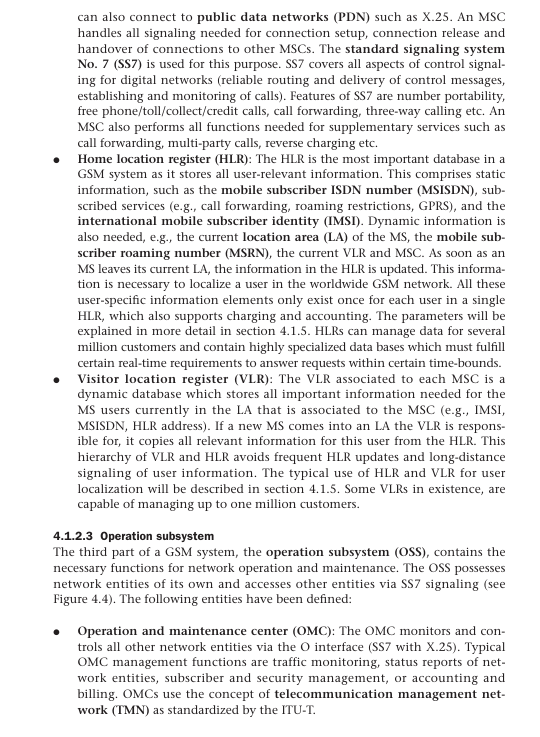 can also connect to public data networks (PDN) such as X.25. An MSC
handles all signaling needed for connection setup, connection release and
handover of connections to other MSCs. The standard signaling system
No. 7 (SS7) is used for this purpose. SS7 covers all aspects of control signal-
ing for digital networks (reliable routing and delivery of control messages,
establishing and monitoring of calls). Features of SS7 are number portability,
free phone/toll/collect/credit calls, call forwarding, three-way calling etc. An
MSC also performs all functions needed for supplementary services such as
call forwarding, multi-party calls, reverse charging etc.
● Home location register (HLR): The HLR is the most important database in a
GSM system as it stores all user-relevant information. This comprises static
information, such as the mobile subscriber ISDN number (MSISDN), sub-
scribed services (e.g., call forwarding, roaming restrictions, GPRS), and the
international mobile subscriber identity (IMSI). Dynamic information is
also needed, e.g., the current location area (LA) of the MS, the mobile sub-
scriber roaming number (MSRN), the current VLR and MSC. As soon as an
MS leaves its current LA, the information in the HLR is updated. This informa-
tion is necessary to localize a user in the worldwide GSM network. All these
user-specific information elements only exist once for each user in a single
HLR, which also supports charging and accounting. The parameters will be
explained in more detail in section 4.1.5. HLRs can manage data for several
million customers and contain highly specialized data bases which must fulfill
certain real-time requirements to answer requests within certain time-bounds.
● Visitor location register (VLR): The VLR associated to each MSC is a
dynamic database which stores all important information needed for the
MS users currently in the LA that is associated to the MSC (e.g., IMSI,
MSISDN, HLR address). If a new MS comes into an LA the VLR is respons-
ible for, it copies all relevant information for this user from the HLR. This
hierarchy of VLR and HLR avoids frequent HLR updates and long-distance
signaling of user information. The typical use of HLR and VLR for user
localization will be described in section 4.1.5. Some VLRs in existence, are
capable of managing up to one million customers.
4.1.2.3 Operation subsystem
The third part of a GSM system, the operation subsystem (OSS), contains the
necessary functions for network operation and maintenance. The OSS possesses
network entities of its own and accesses other entities via SS7 signaling (see
Figure 4.4). The following entities have been defined:
● Operation and maintenance center (OMC): The OMC monitors and con-
trols all other network entities via the O interface (SS7 with X.25). Typical
OMC management functions are traffic monitoring, status reports of net-
work entities, subscriber and security management, or accounting and
billing. OMCs use the concept of telecommunication management net-
work (TMN) as standardized by the ITU-T.